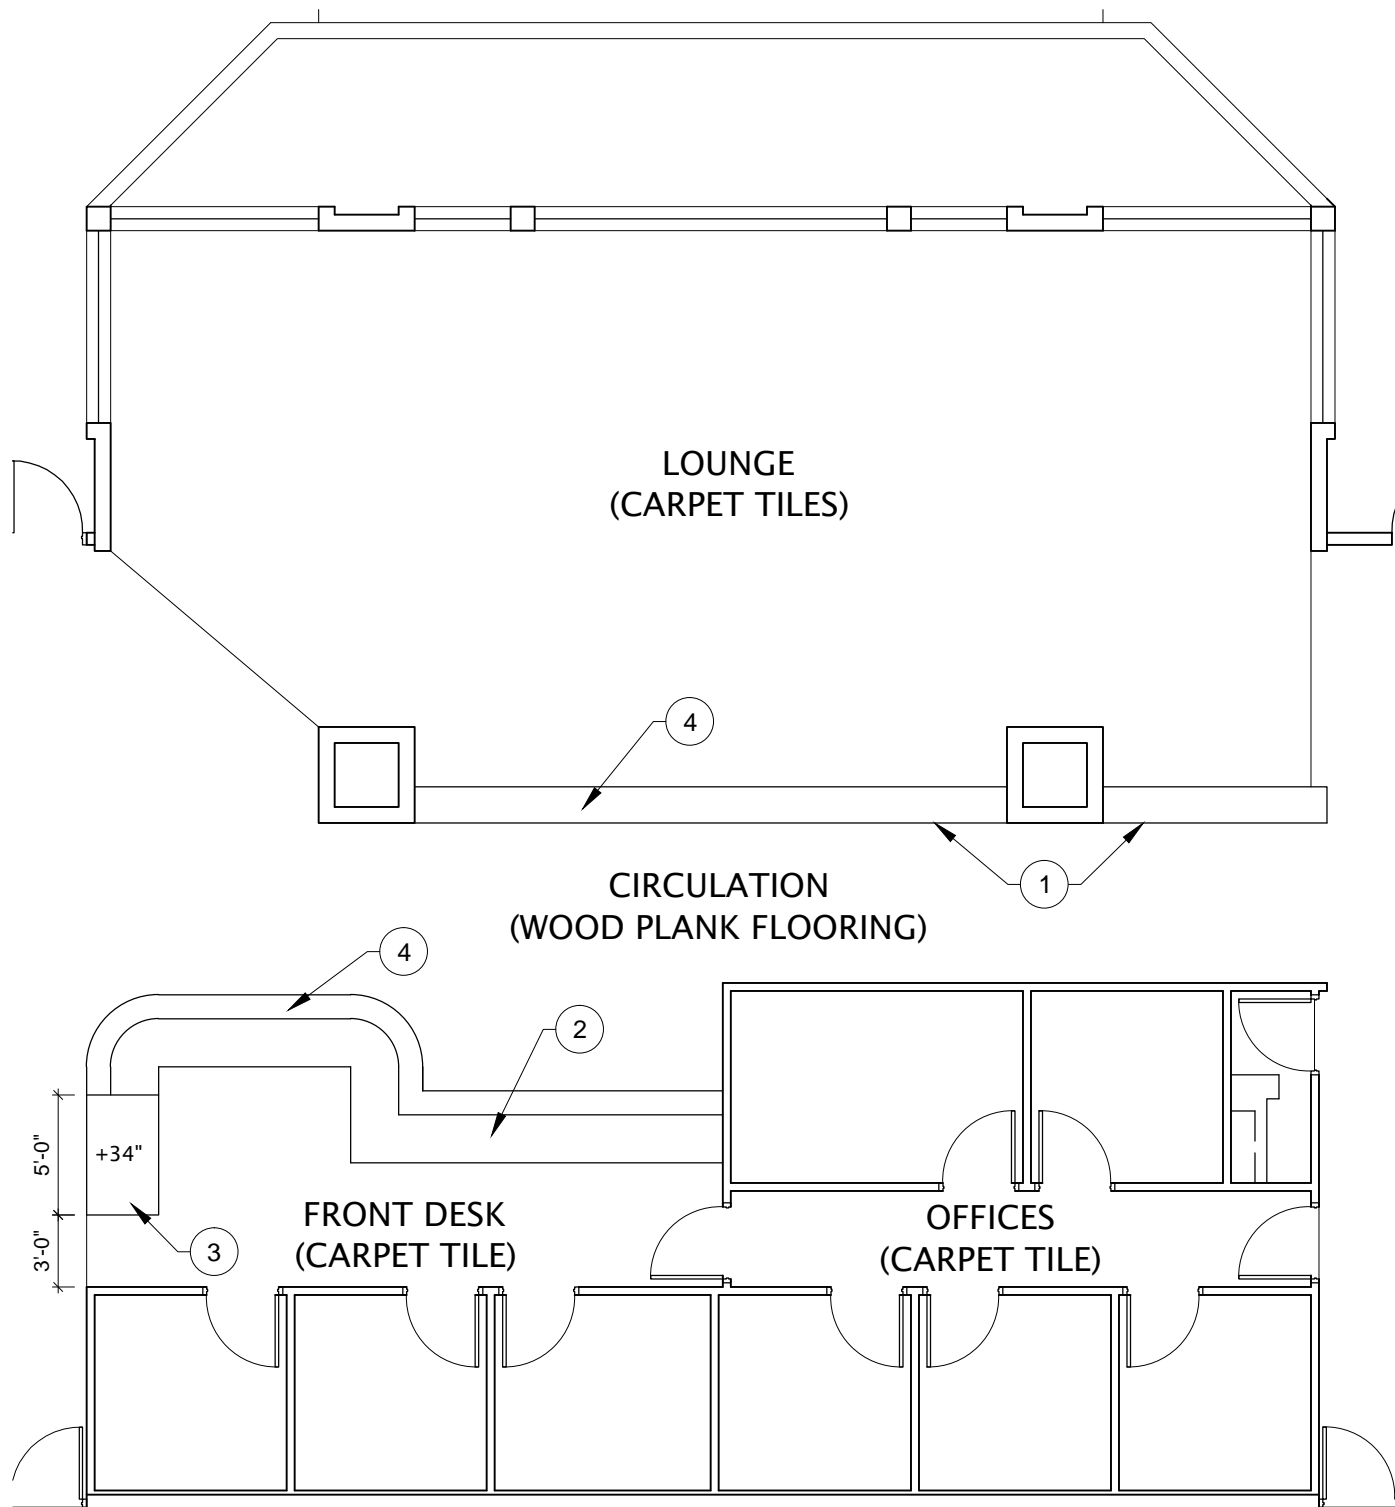 LOUNGE
(CARPET TILES)
4
1
CIRCULATION
(WOOD PLANK FLOORING)
4
2
5'-0"
+34"
3'-0"
3
FRONT DESK
(CARPET TILE)
OFFICES
(CARPET TILE)